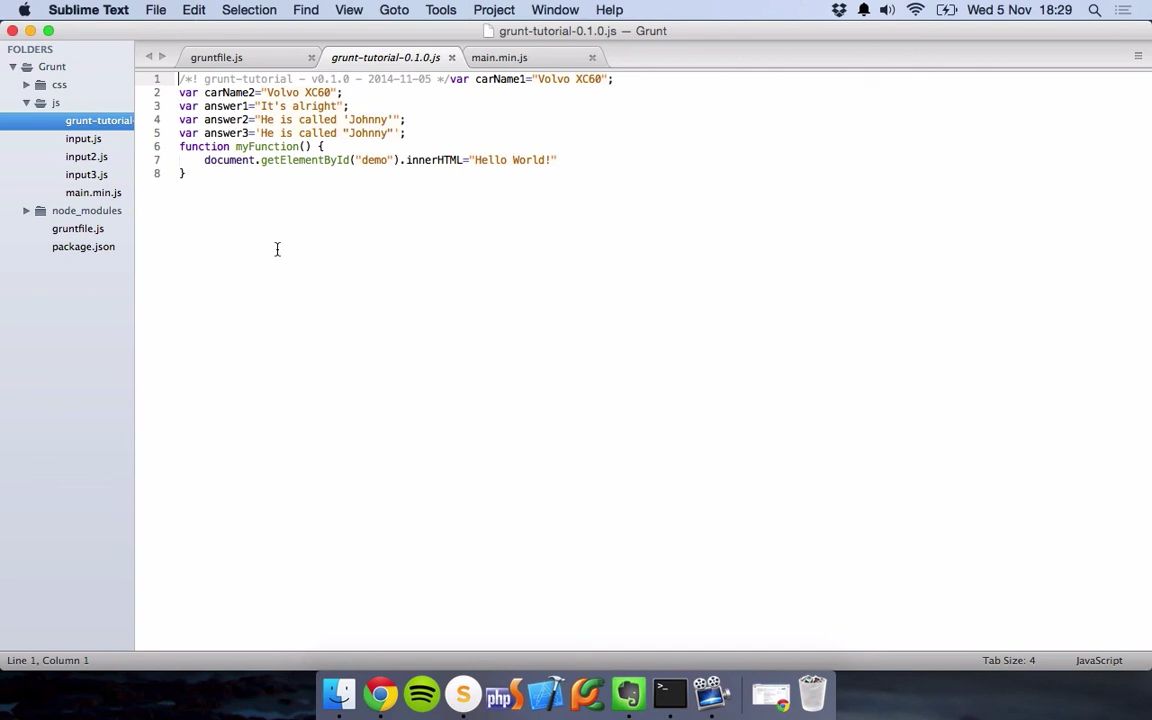 Sublime Text File Edit Selection Find View Goto Tools Project Window Help Wed 5 Nov 18:29
grunt-tutorial-0.1.0.js — Grunt
FOLDERS
Grunt
css
js
grunt-tutorial-
input.js
input2.js
input3.js
main.min.js
node_modules
gruntfile.js
package.json
gruntfile.js grunt-tutorial-0.1.0.js main.min.js
1 /*! grunt-tutorial - v0.1.0 - 2014-11-05 */var carName1="Volvo XC60";
2 var carName2="Volvo XC60";
3 var answer1="It's alright";
4 var answer2="He is called 'Johnny'";
5 var answer3='He is called "Johnny"';
6 function myFunction() {
7 document.getElementById("demo").innerHTML="Hello World!"
8 }
Line 1, Column 1 Tab Size: 4 JavaScript
S php >_